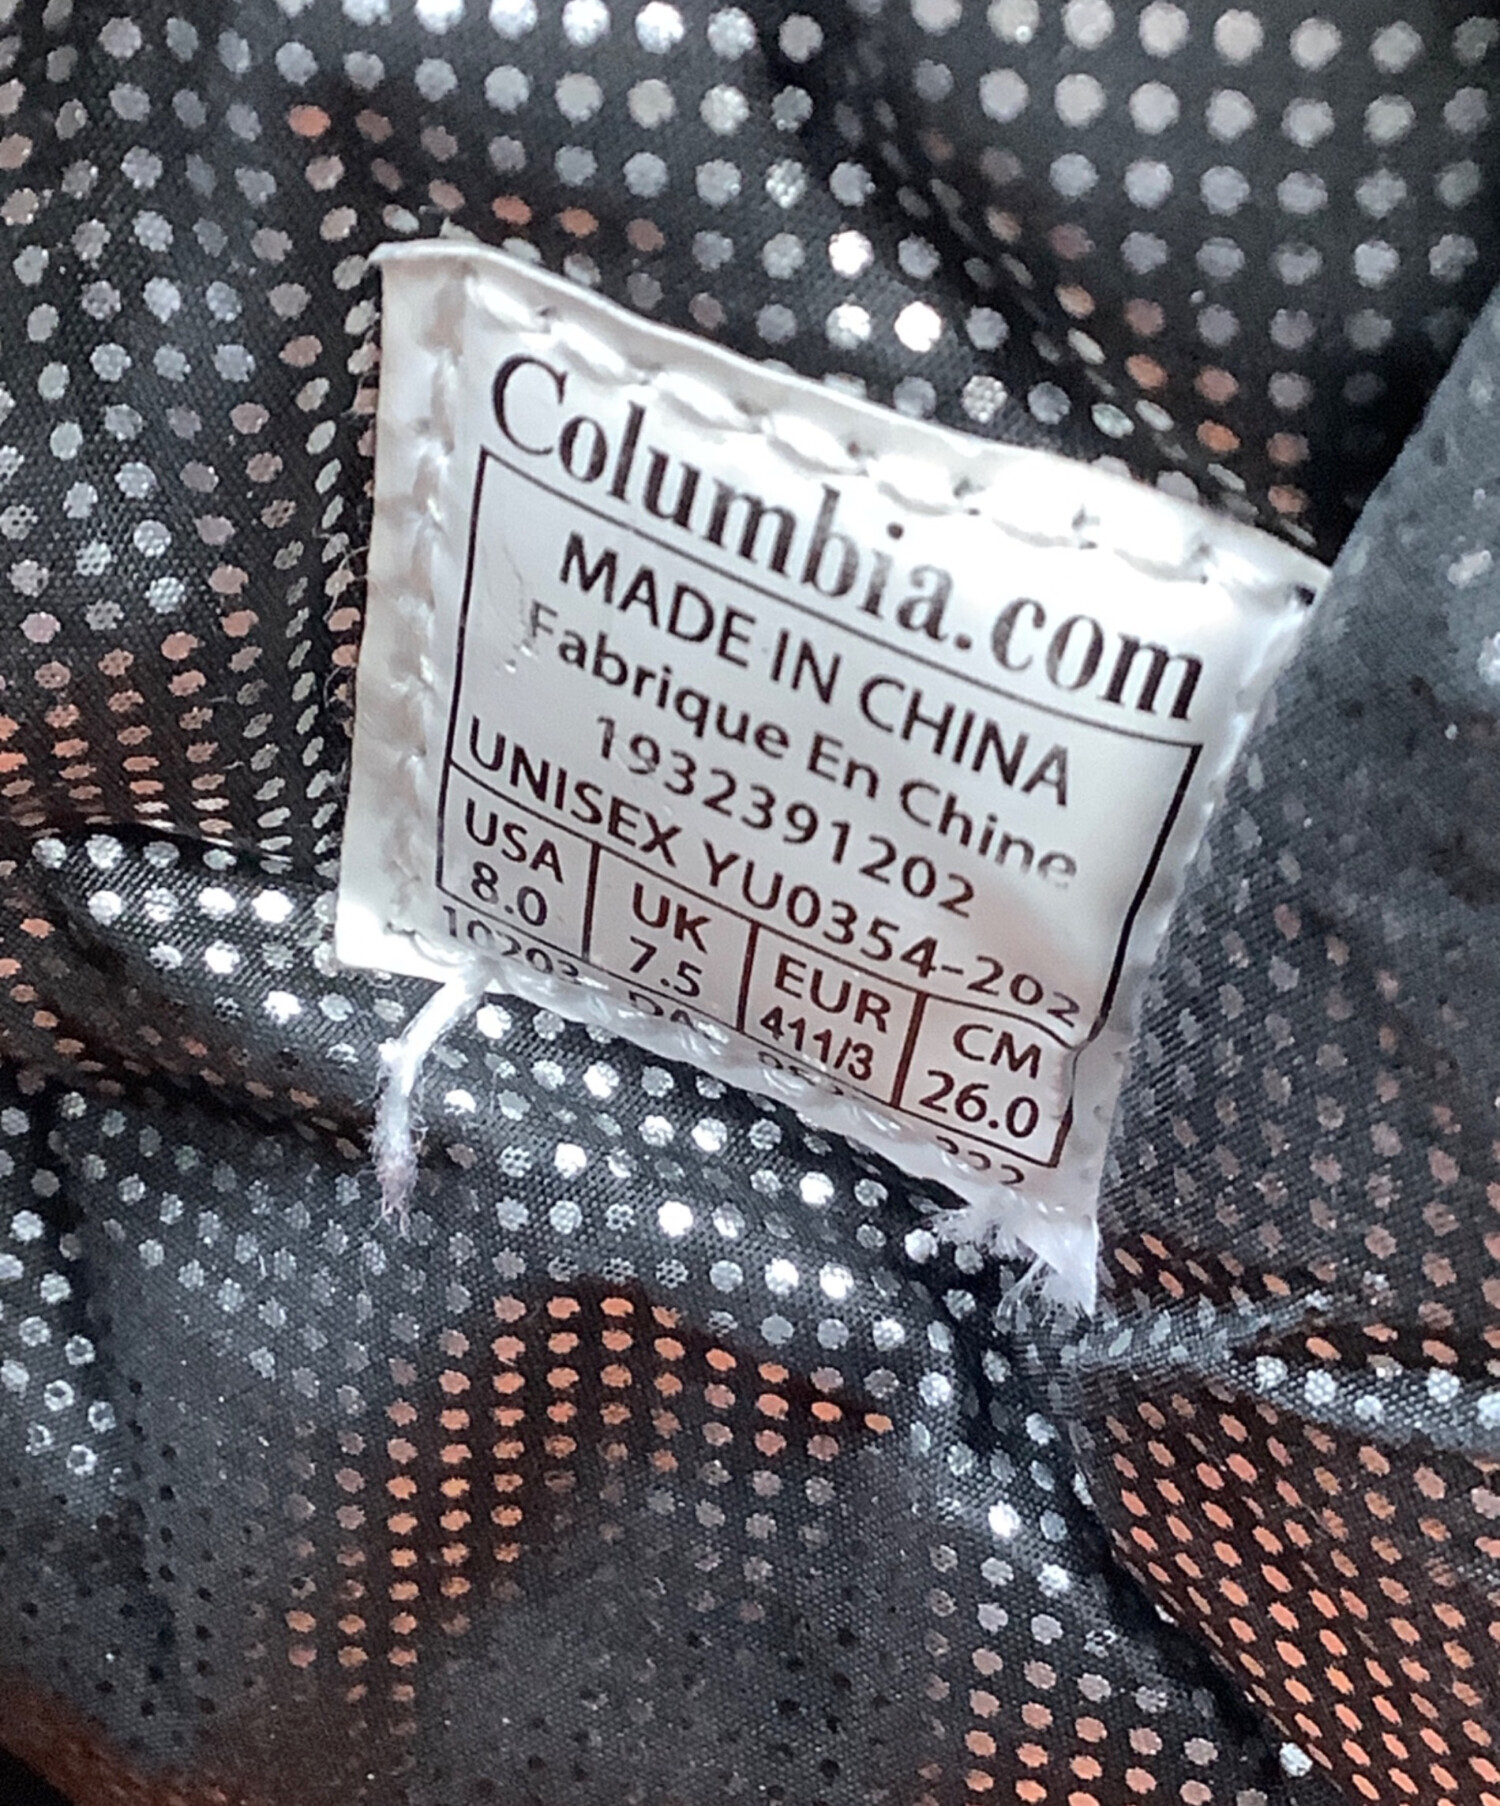 Columbia.com
MADE IN CHINA
Fabrique En Chine
1932391202
UNISEX YU0354-202
USA UK EUR CM
8.0 7.5 411/3 26.0